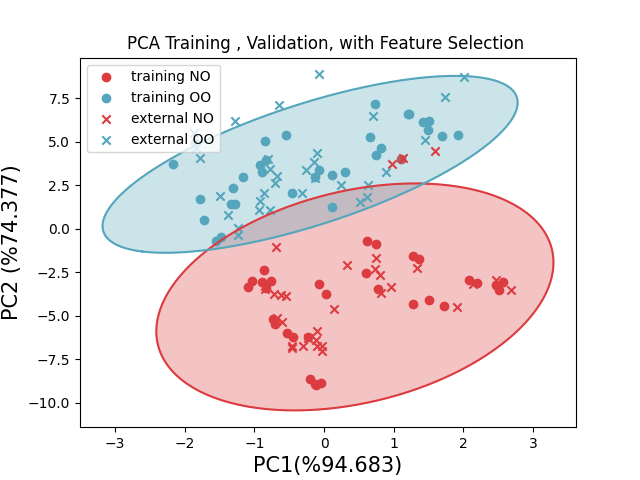 PCA Training , Validation, with Feature Selection
training NO
training OO
external NO
external OO
7.5
5.0
2.5
0.0
−2.5
−5.0
−7.5
−10.0
PC2 (%74.377)
−3
−2
−1
0
1
2
3
PC1(%94.683)